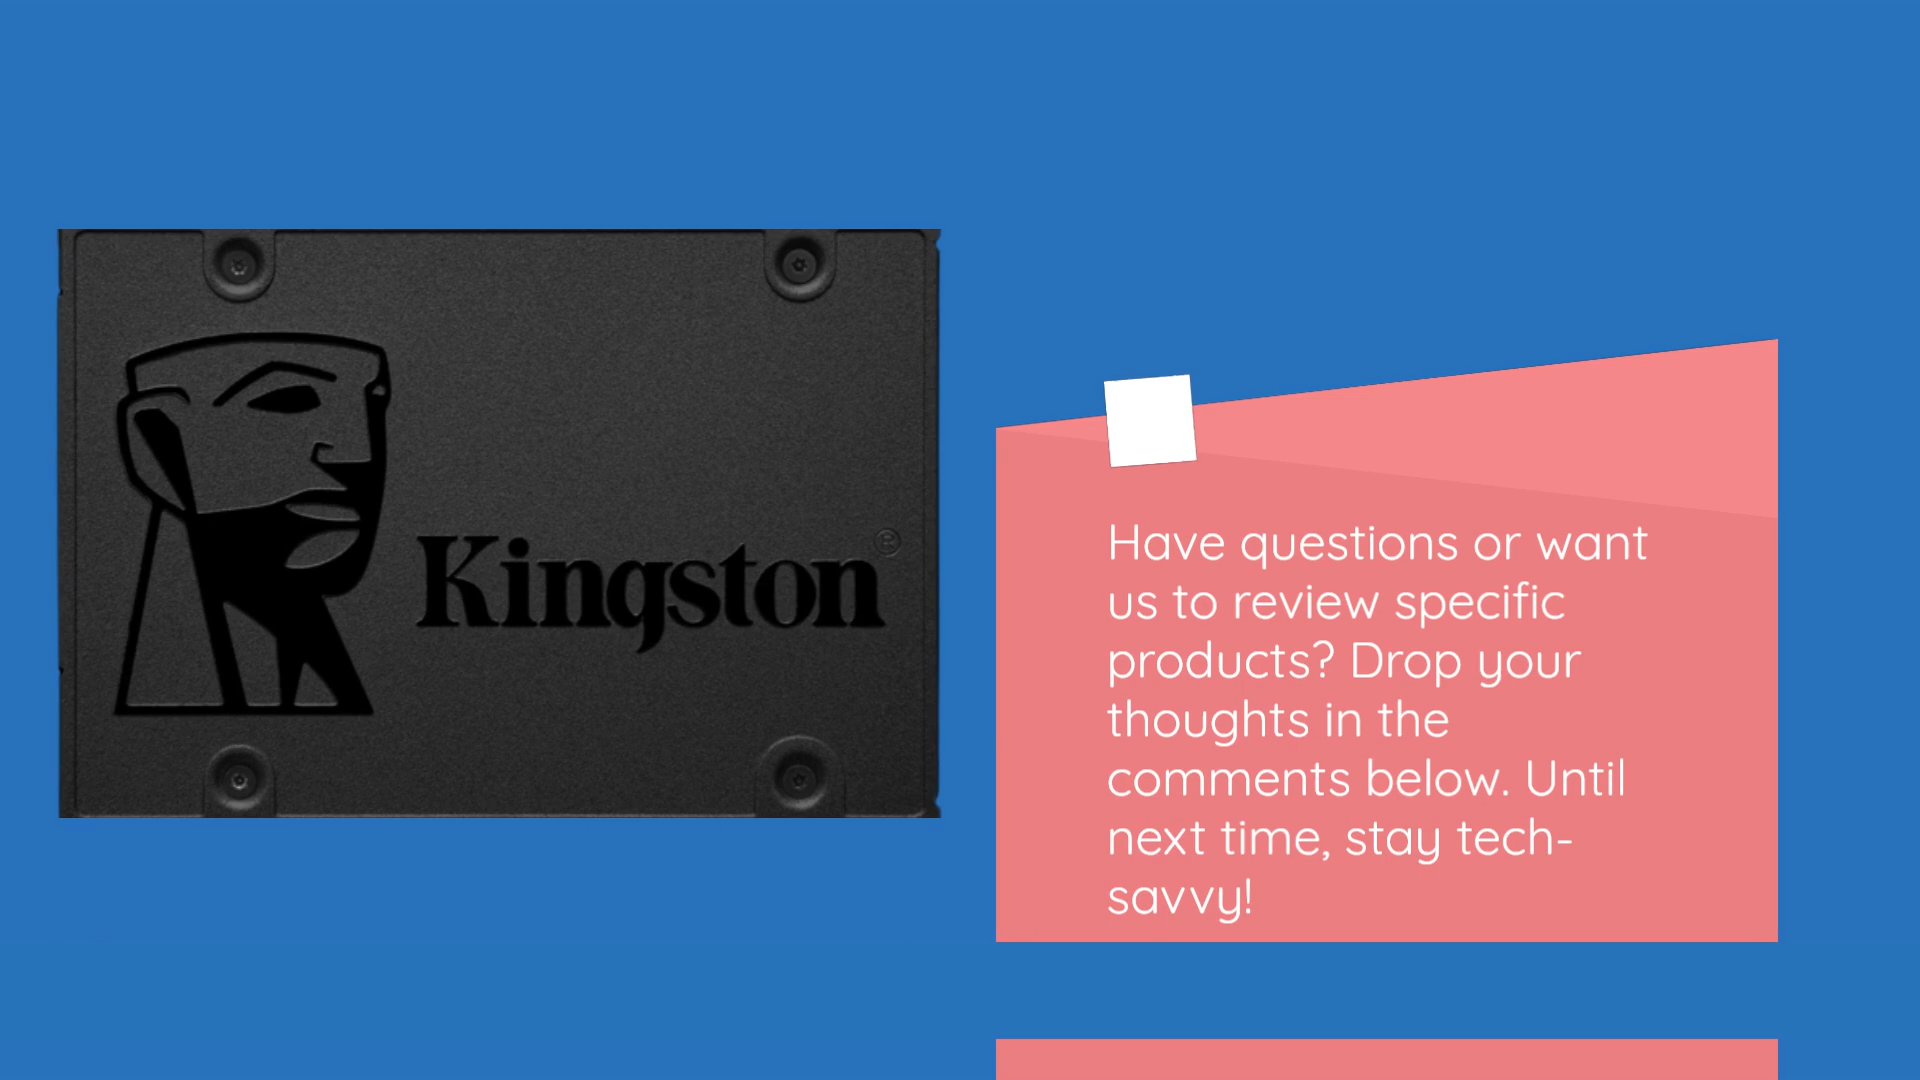 Kingston®
Have questions or want
us to review specific
products? Drop your
thoughts in the
comments below. Until
next time, stay tech-
savvy!